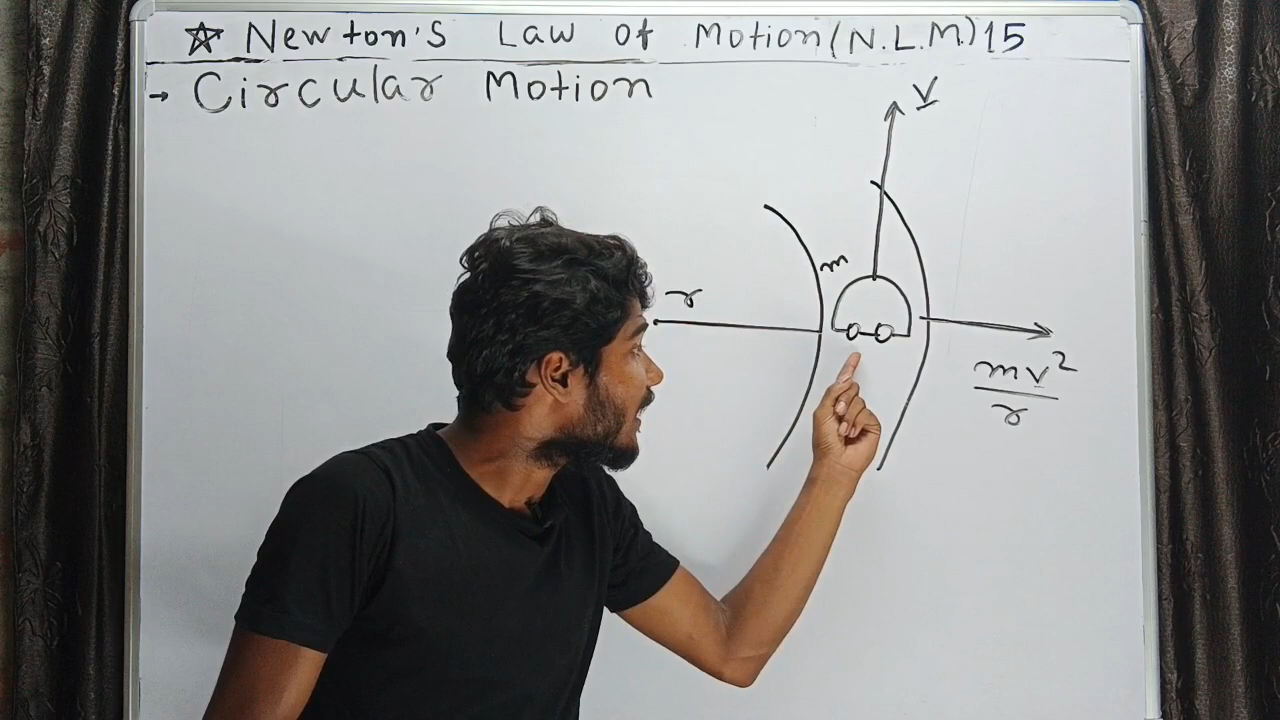 ☆ Newton's Law of Motion (N.L.M.) 15
→ Circular Motion
v
m
r
mv²
r